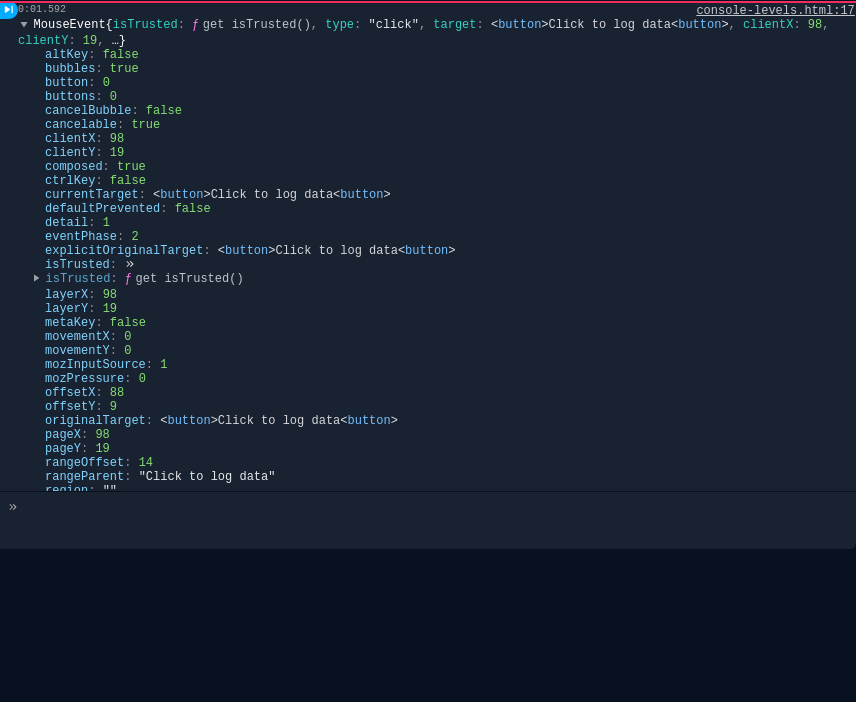 0:01.592 console-levels.html:17
MouseEvent{isTrusted: ƒ get isTrusted(), type: "click", target: <button>Click to log data<button>, clientX: 98,
clientY: 19, …}
altKey: false
bubbles: true
button: 0
buttons: 0
cancelBubble: false
cancelable: true
clientX: 98
clientY: 19
composed: true
ctrlKey: false
currentTarget: <button>Click to log data<button>
defaultPrevented: false
detail: 1
eventPhase: 2
explicitOriginalTarget: <button>Click to log data<button>
isTrusted: »
isTrusted: ƒ get isTrusted()
layerX: 98
layerY: 19
metaKey: false
movementX: 0
movementY: 0
mozInputSource: 1
mozPressure: 0
offsetX: 88
offsetY: 9
originalTarget: <button>Click to log data<button>
pageX: 98
pageY: 19
rangeOffset: 14
rangeParent: "Click to log data"
region: ""
»